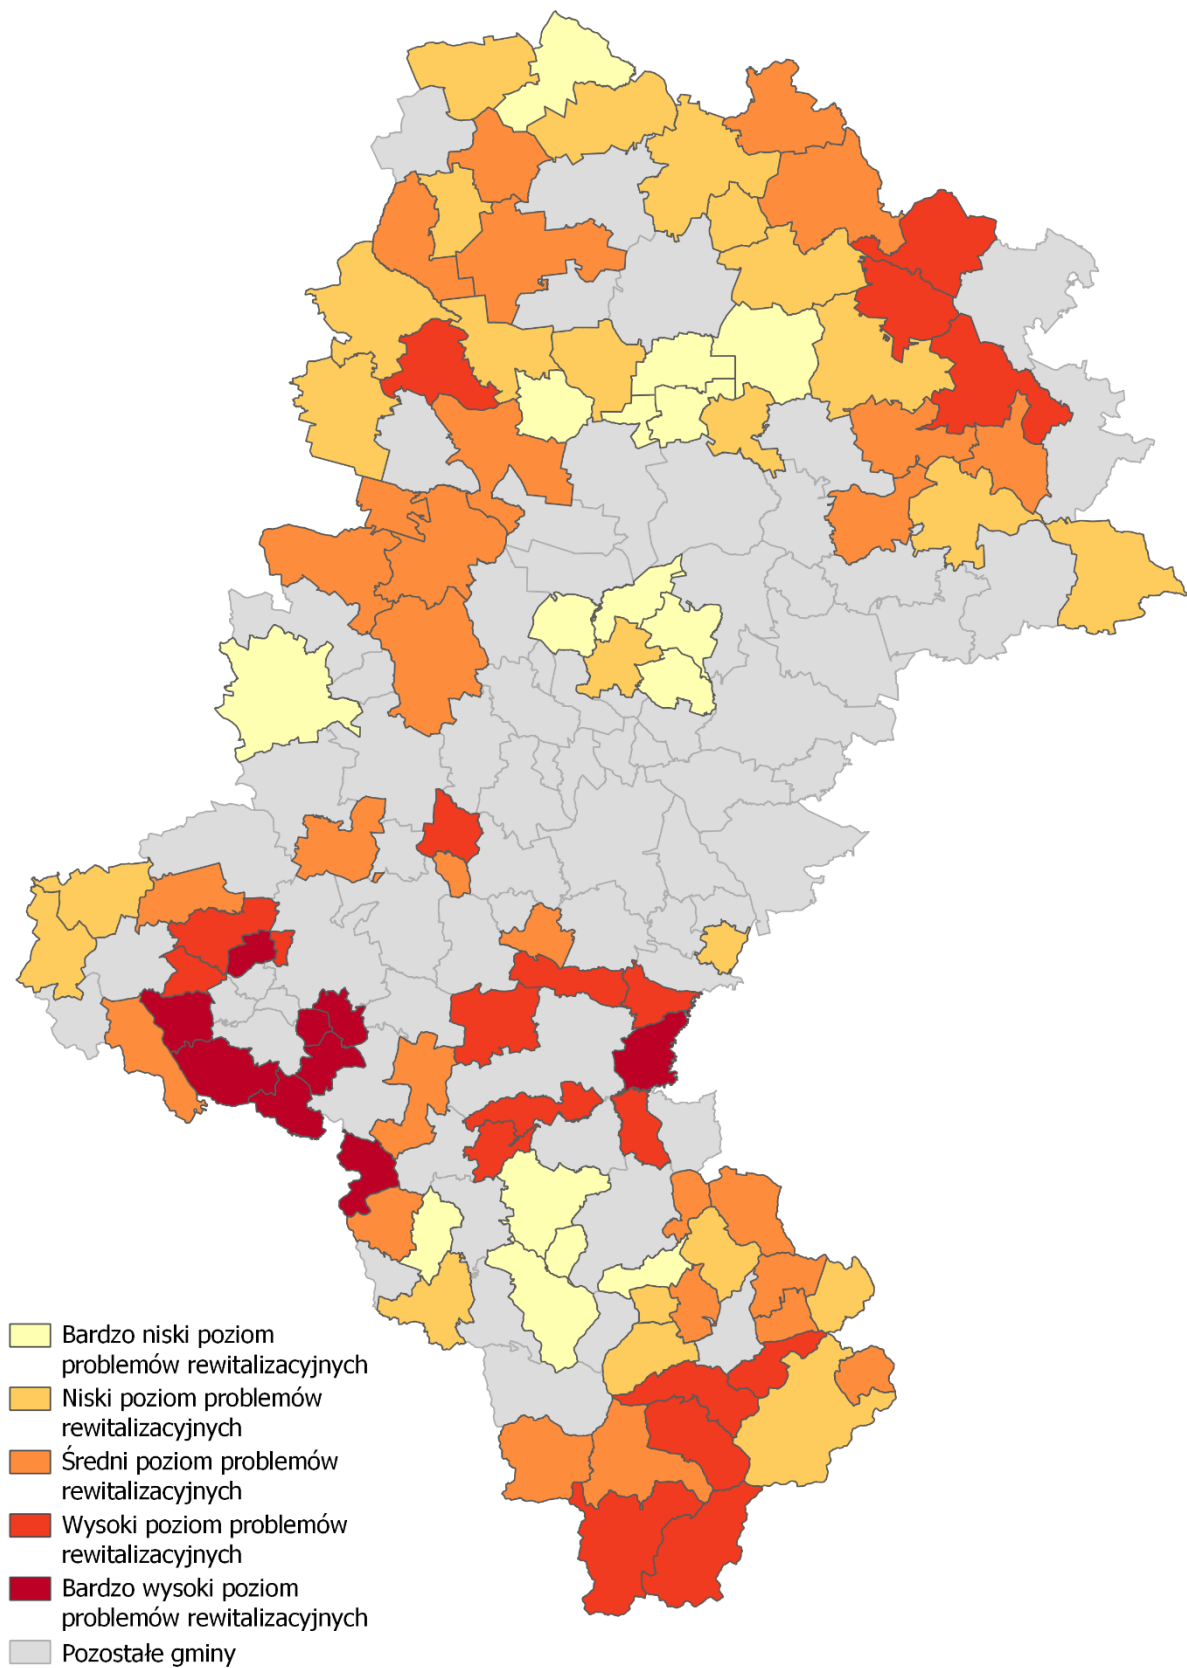 Bardzo niski poziom
problemów rewitalizacyjnych
Niski poziom problemów
rewitalizacyjnych
Średni poziom problemów
rewitalizacyjnych
Wysoki poziom problemów
rewitalizacyjnych
Bardzo wysoki poziom
problemów rewitalizacyjnych
Pozostałe gminy